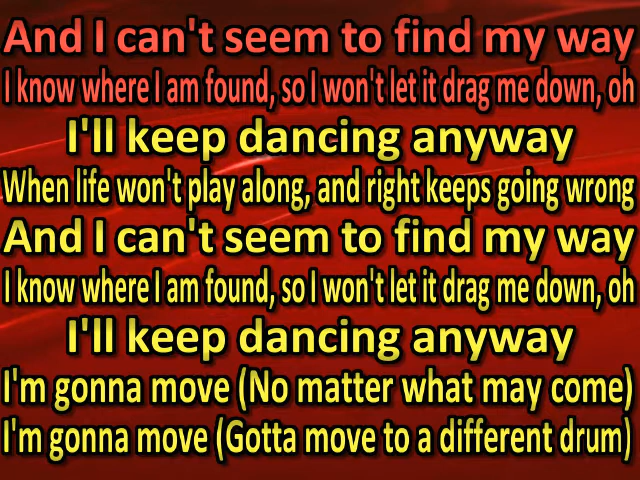 And I can't seem to find my way
I know where I am found, so I won't let it drag me down, oh
I'll keep dancing anyway
When life won't play along, and right keeps going wrong
And I can't seem to find my way
I know where I am found, so I won't let it drag me down, oh
I'll keep dancing anyway
I'm gonna move (No matter what may come)
I'm gonna move (Gotta move to a different drum)